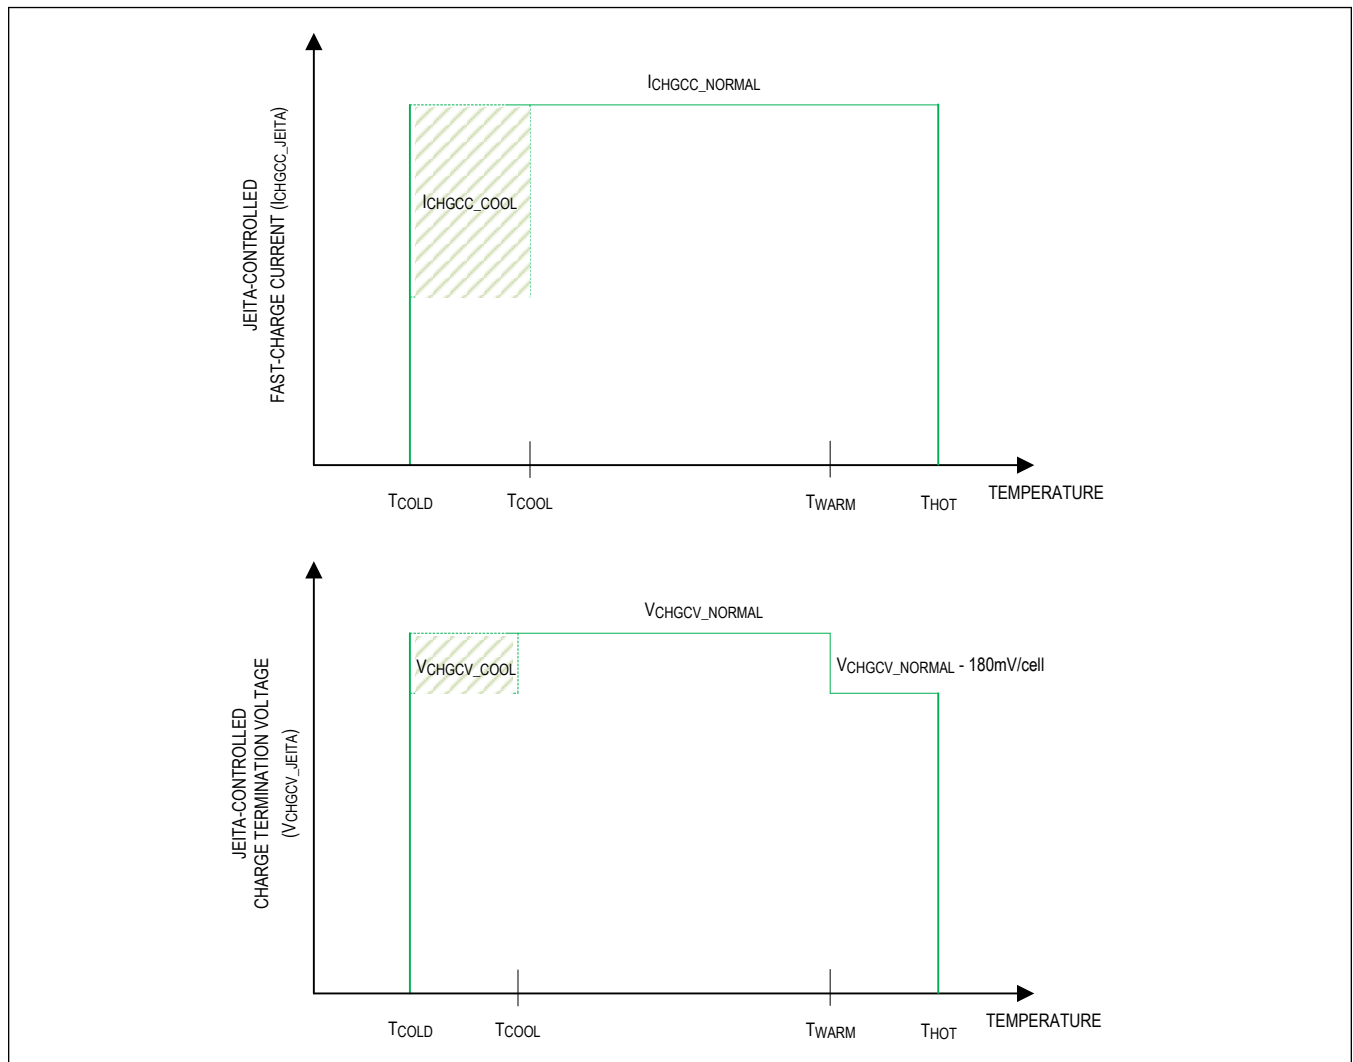 ICHGCC_NORMAL
JEITA-CONTROLLED
FAST-CHARGE CURRENT (ICHGCC_JEITA)
ICHGCC_COOL
TCOLD
TCOOL
TWARM
THOT
TEMPERATURE
VCHGCV_NORMAL
JEITA-CONTROLLED
CHARGE TERMINATION VOLTAGE
(VCHGCV_JEITA)
VCHGCV_COOL
VCHGCV_NORMAL - 180mV/cell
TCOLD
TCOOL
TWARM
THOT
TEMPERATURE